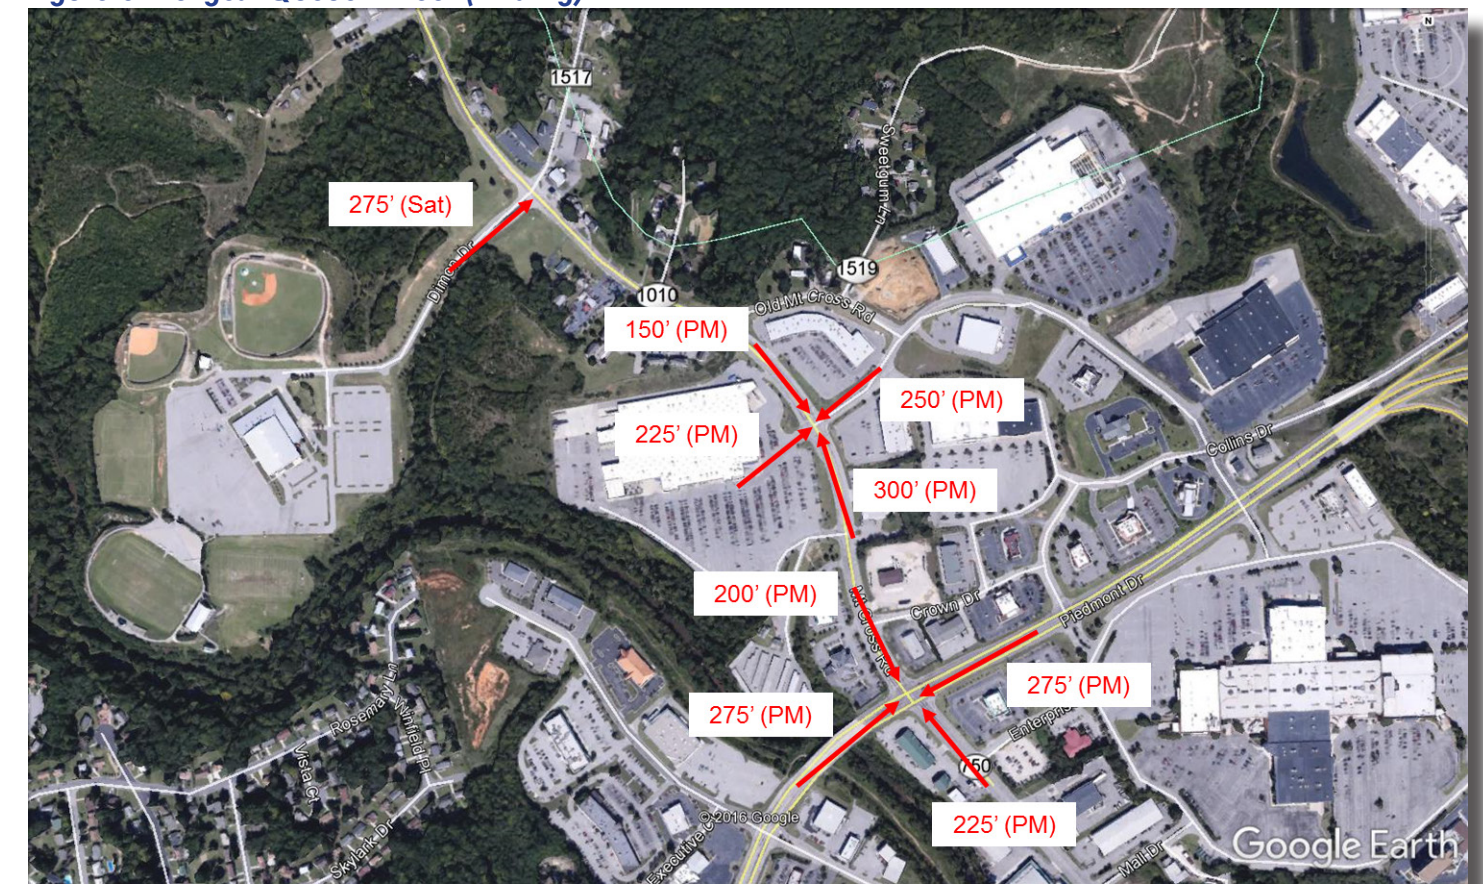 N
1517
275' (Sat)
Sweetgum Ln
Dimon Dr
1519
1010
Old Mt Cross Rd
150' (PM)
250' (PM)
225' (PM)
Collins Dr
300' (PM)
200' (PM)
Crown Dr
Piedmont Dr
Mt Cross Rd
275' (PM)
275' (PM)
Rosemary Ln
Winfield Pl
Enterprise
Vista Ct
750
©2016 Google
225' (PM)
Executive
Skylark Dr
Mall Dr
Google Earth